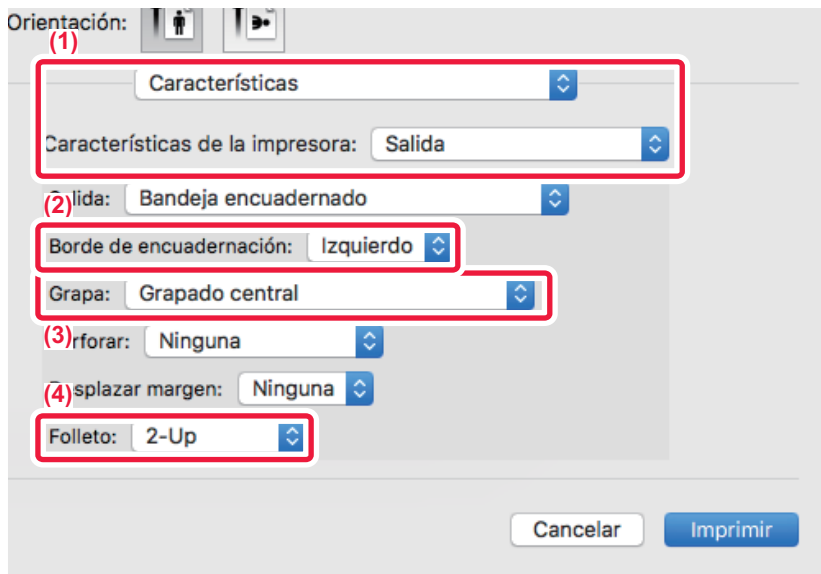 Orientación:
(1)
Características
Características de la impresora: Salida
(2)
lida: Bandeja encuadernado
Borde de encuadernación: Izquierdo
Grapa: Grapado central
(3)
rforar: Ninguna
(4)
splazar margen: Ninguna
Folleto: 2-Up
Cancelar Imprimir